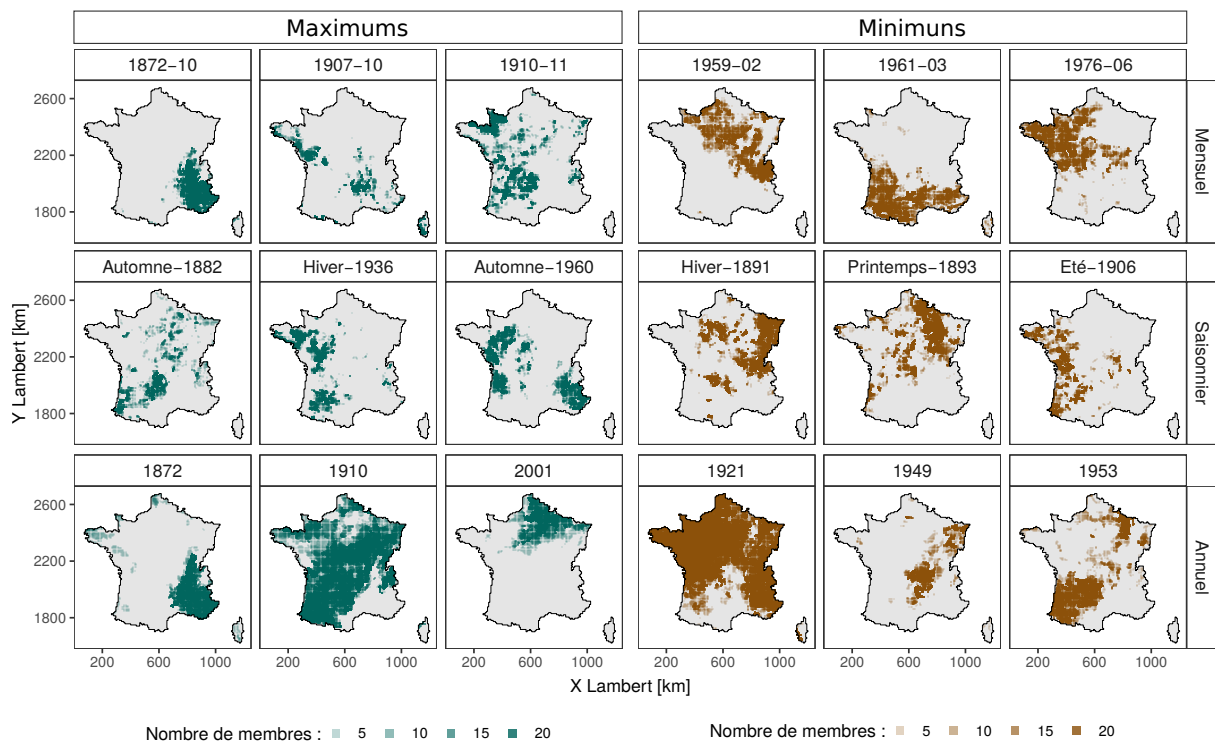 Maximums
Minimuns
1872−10
1907−10
1910−11
1959−02
1961−03
1976−06
2600
2200
1800
Mensuel
Automne−1882
Hiver−1936
Automne−1960
Hiver−1891
Printemps−1893
Eté−1906
2600
2200
1800
Saisonnier
Y Lambert [km]
1872
1910
2001
1921
1949
1953
2600
2200
1800
Annuel
200 600 1000 200 600 1000 200 600 1000 200 600 1000 200 600 1000 200 600 1000
X Lambert [km]
Nombre de membres : 5 10 15 20
Nombre de membres : 5 10 15 20